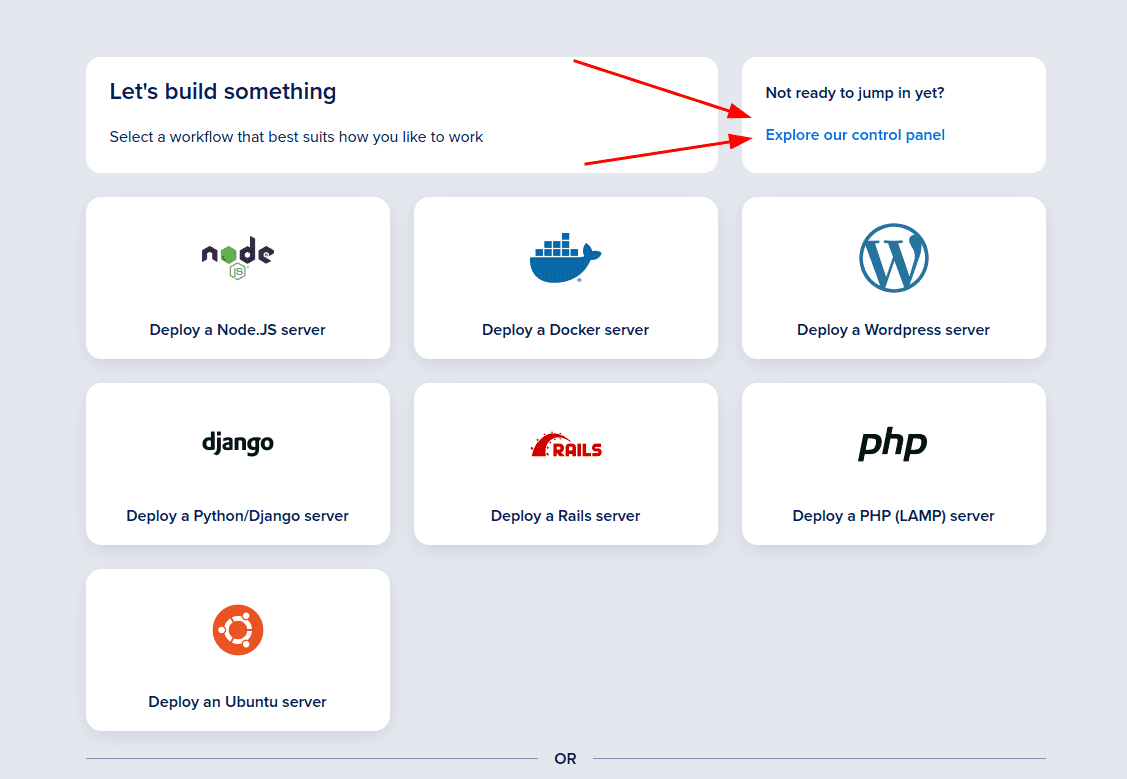 Let's build something
Select a workflow that best suits how you like to work
Not ready to jump in yet?
Explore our control panel
node
JS
Deploy a Node.JS server
Deploy a Docker server
W
Deploy a Wordpress server
django
Deploy a Python/Django server
RAILS
Deploy a Rails server
php
Deploy a PHP (LAMP) server
Deploy an Ubuntu server
OR